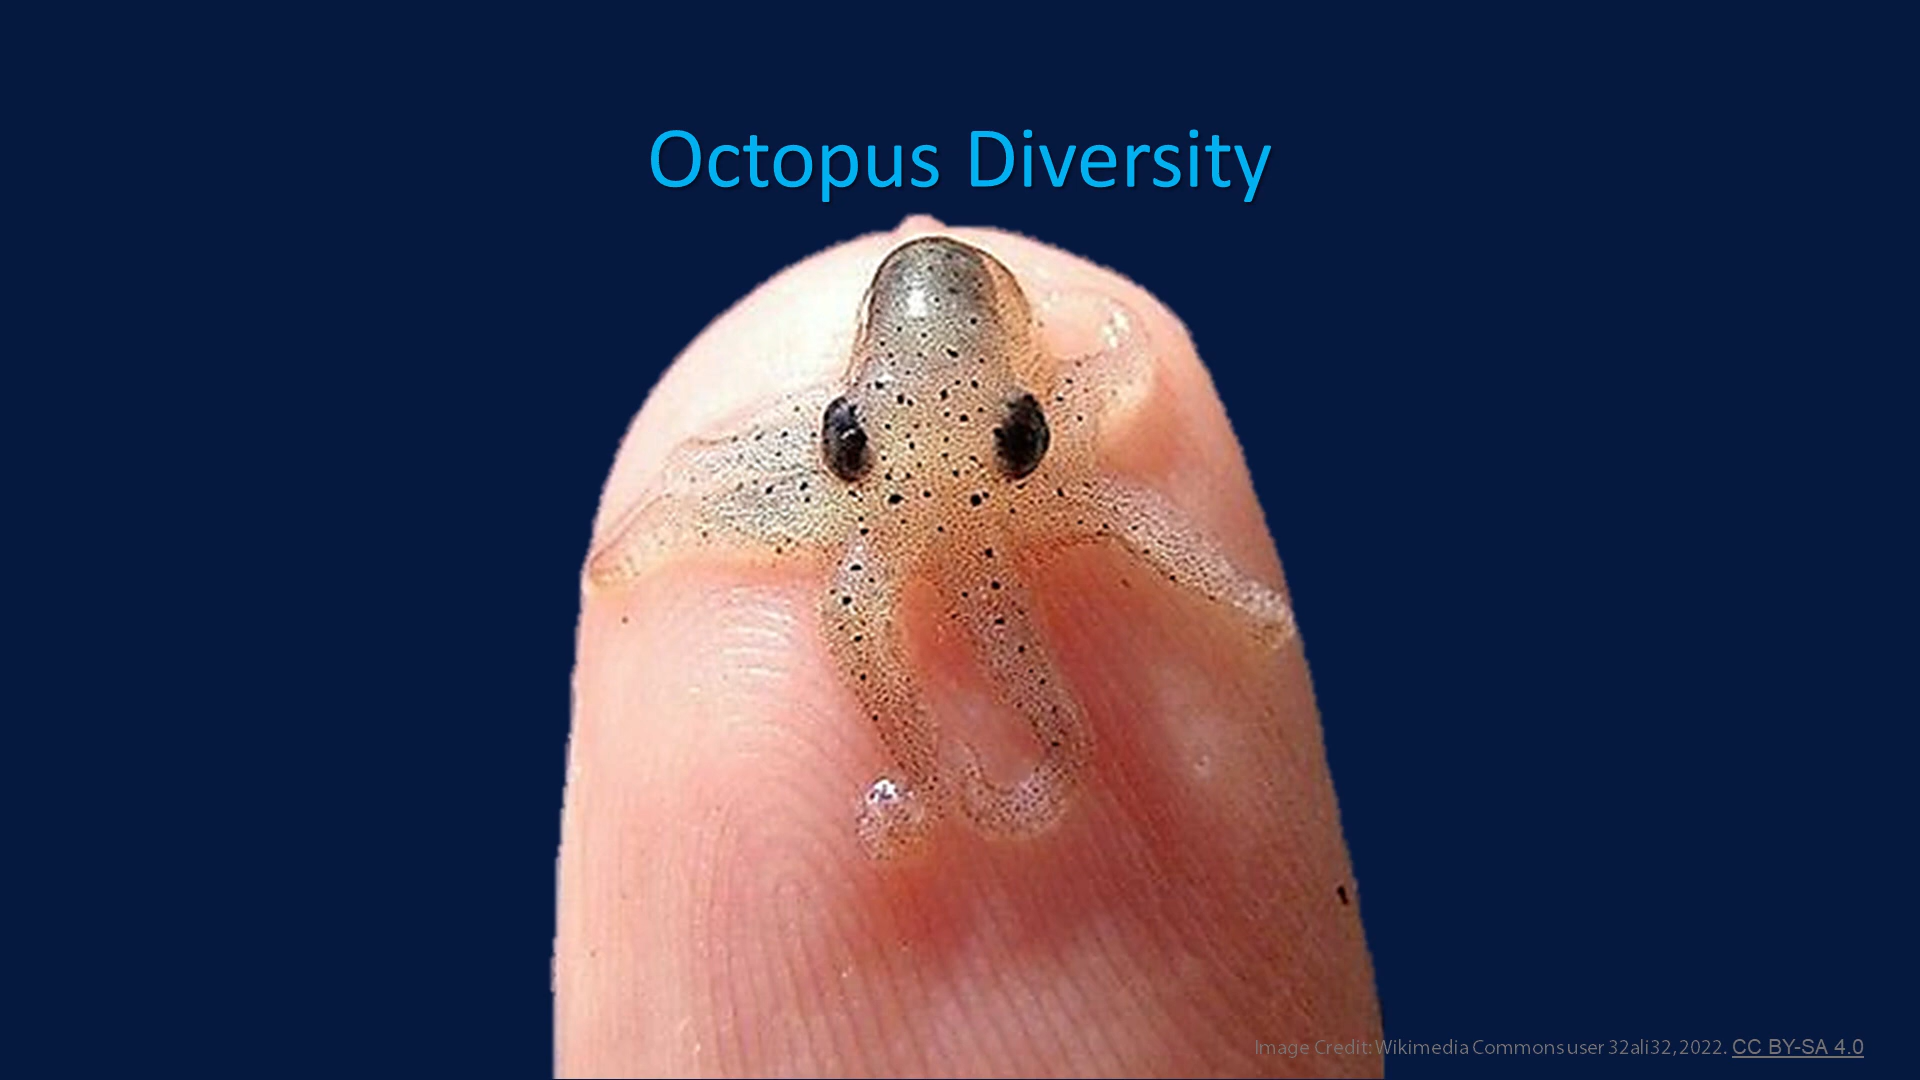 Octopus Diversity
Image Credit: Wikimedia Commons user 32ali32, 2022. CC BY-SA 4.0